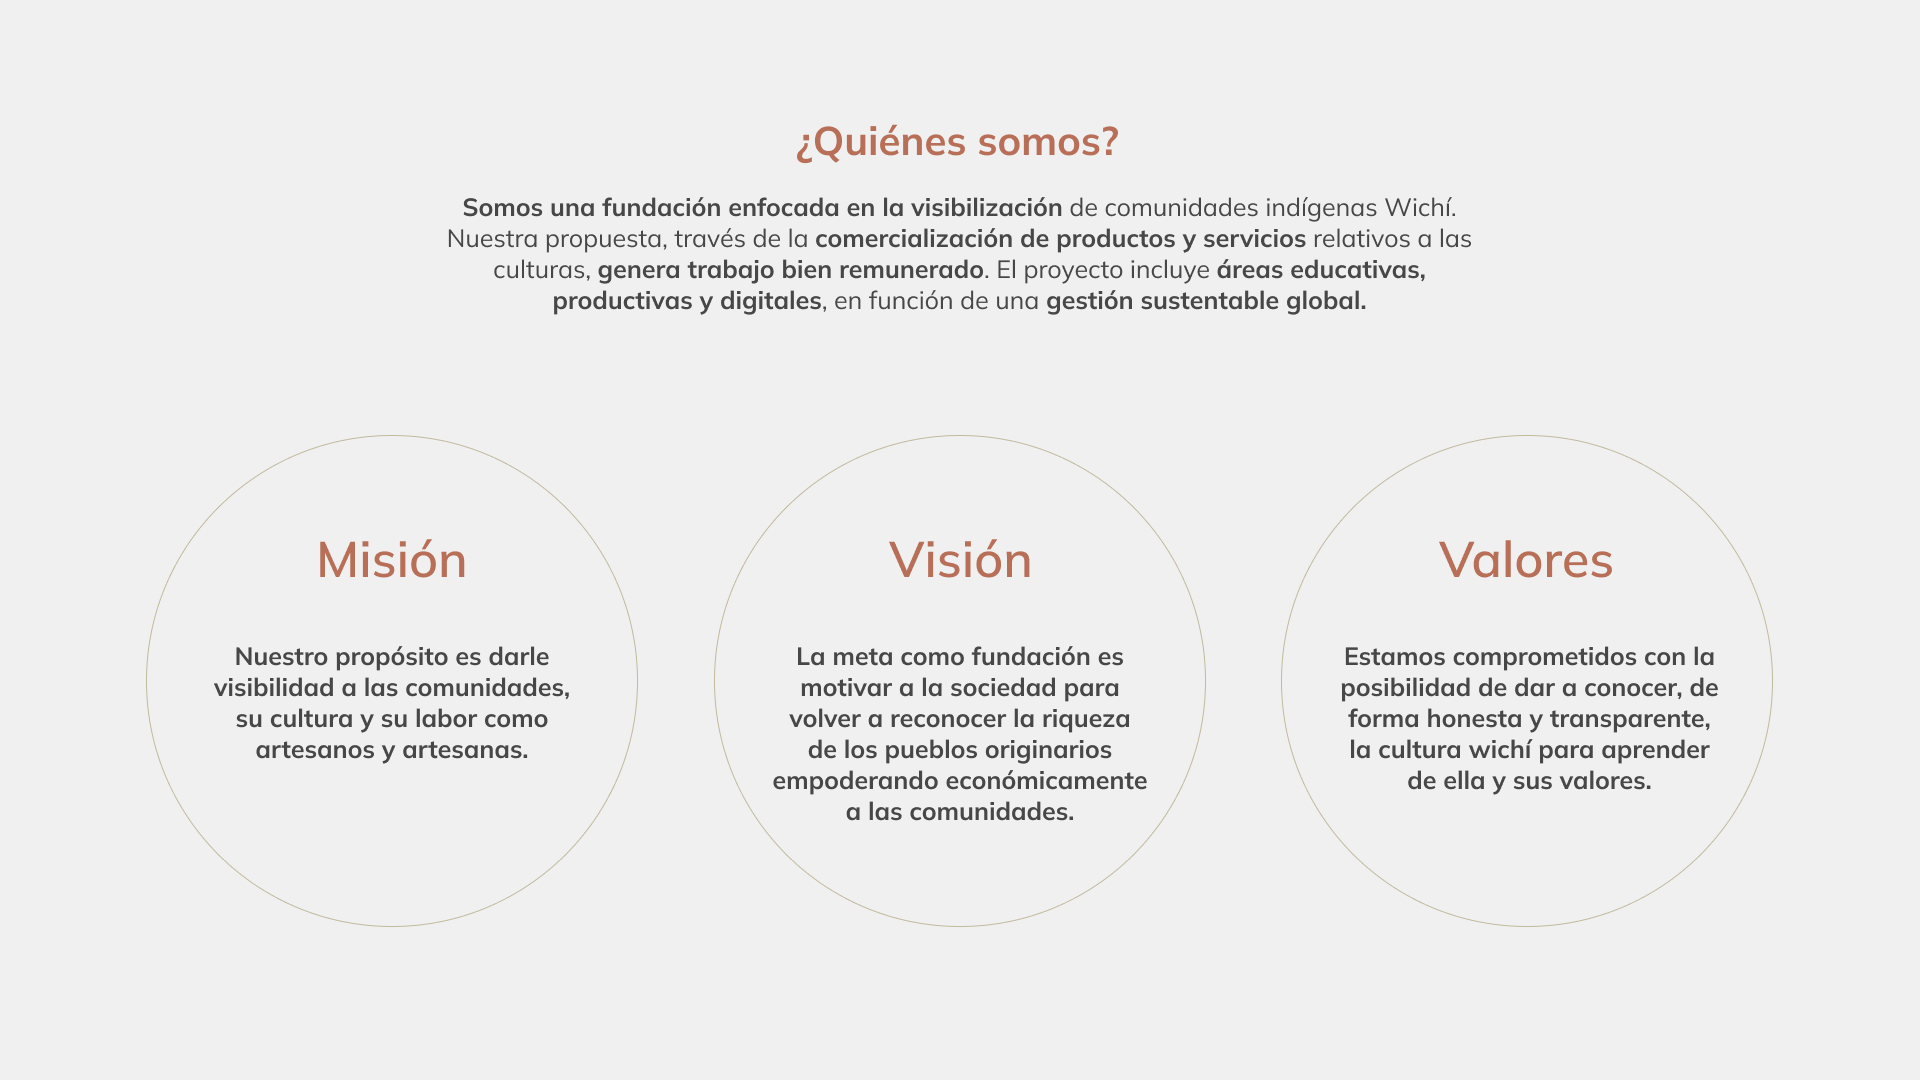 ¿Quiénes somos?
Somos una fundación enfocada en la visibilización de comunidades indígenas Wichí.
Nuestra propuesta, través de la comercialización de productos y servicios relativos a las
culturas, genera trabajo bien remunerado. El proyecto incluye áreas educativas,
productivas y digitales, en función de una gestión sustentable global.
Misión
Nuestro propósito es darle
visibilidad a las comunidades,
su cultura y su labor como
artesanos y artesanas.
Visión
La meta como fundación es
motivar a la sociedad para
volver a reconocer la riqueza
de los pueblos originarios
empoderando económicamente
a las comunidades.
Valores
Estamos comprometidos con la
posibilidad de dar a conocer, de
forma honesta y transparente,
la cultura wichí para aprender
de ella y sus valores.